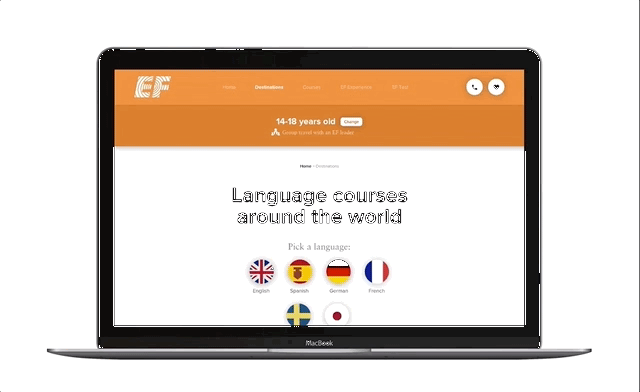 EF
Home Destinations Courses EF Experience EF Test
14-18 years old Change
Group travel with an EF leader
Home - Destinations
Language courses
around the world
Pick a language:
English Spanish German French
MacBook